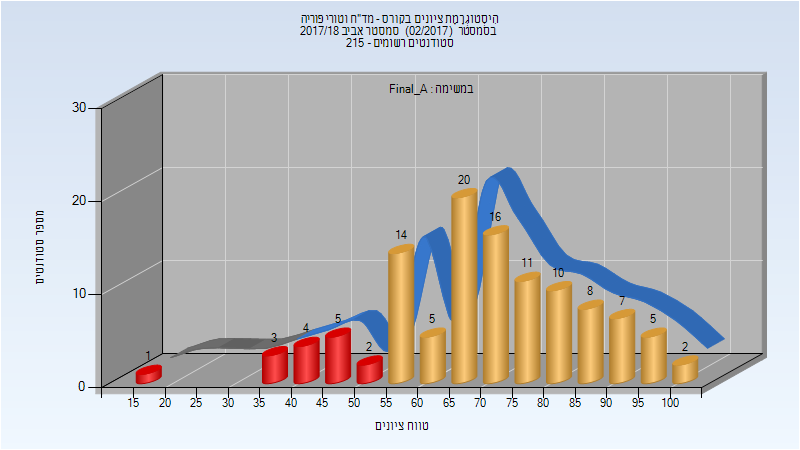 היסטוגרמת ציונים בקורס - מד"ח וטורי פוריה
בסמסטר (02/2017) סמסטר אביב 2017/18
סטודנטים רשומים - 215
במשימה : Final_A
מספר סטודנטים
30
20
10
0
1
3
4
5
2
14
5
20
16
11
10
8
7
5
2
15 20 25 30 35 40 45 50 55 60 65 70 75 80 85 90 95 100
טווח ציונים